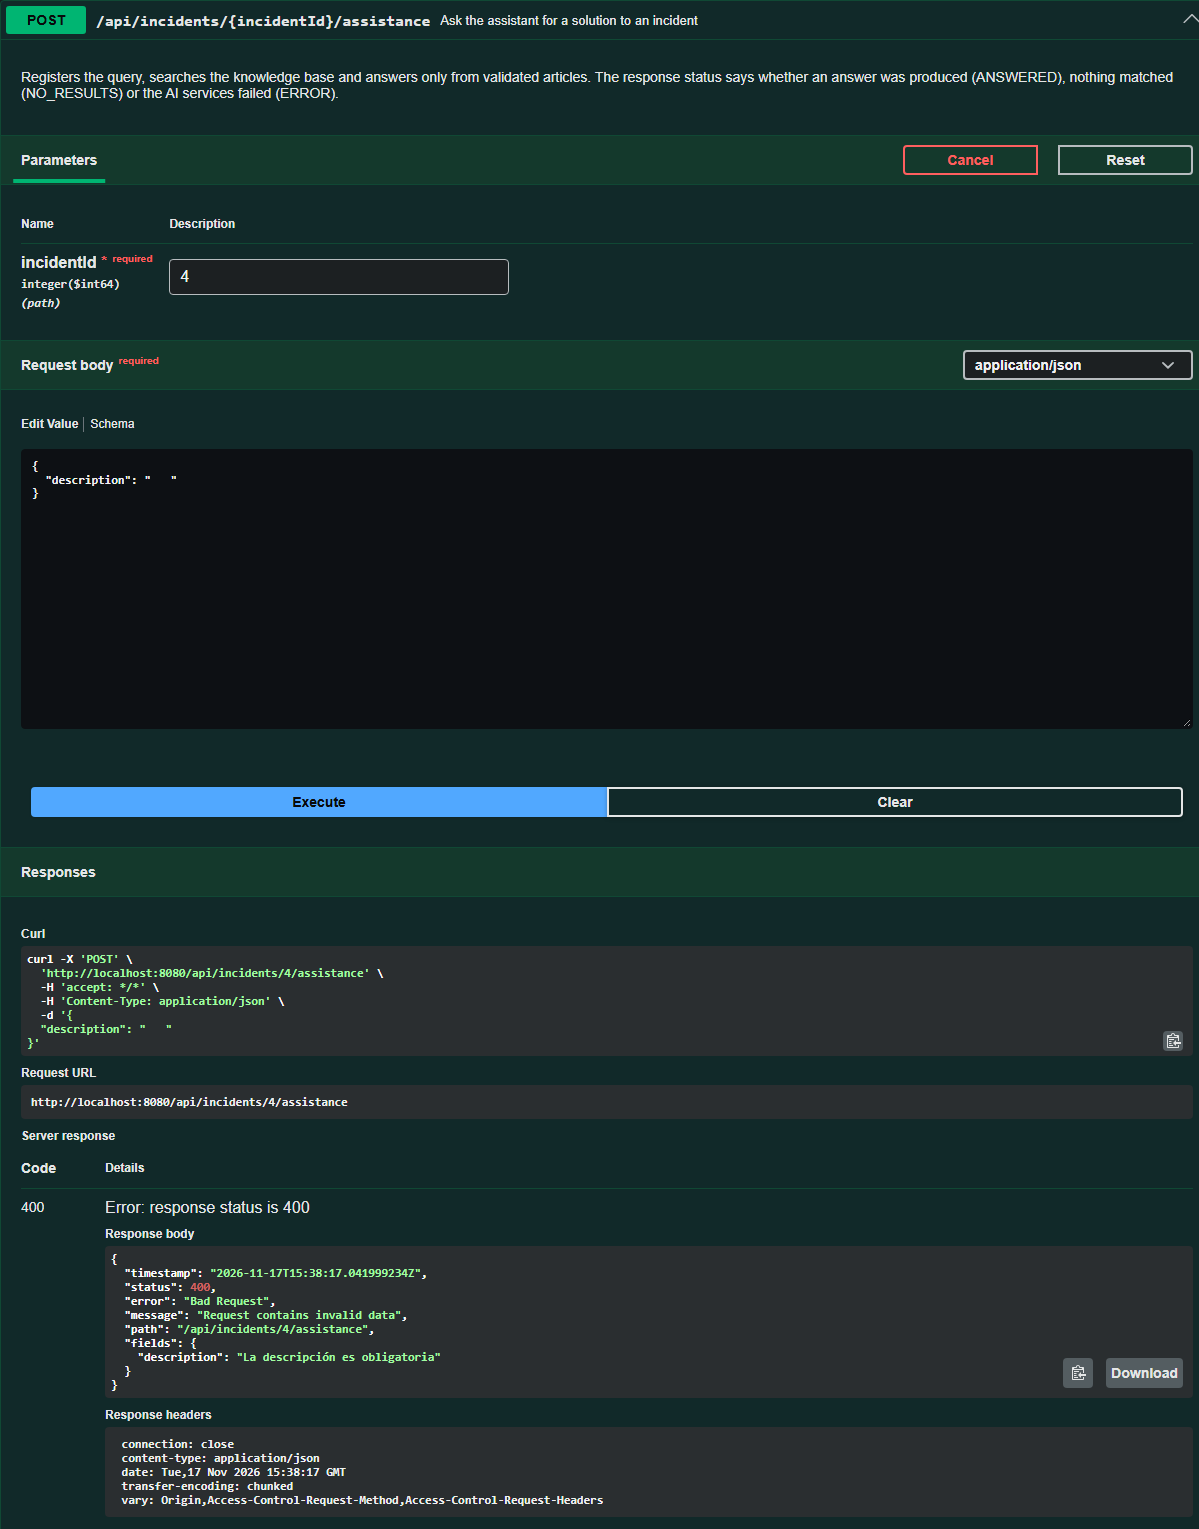 POST /api/incidents/{incidentId}/assistance Ask the assistant for a solution to an incident
Registers the query, searches the knowledge base and answers only from validated articles. The response status says whether an answer was produced (ANSWERED), nothing matched
(NO_RESULTS) or the AI services failed (ERROR).
Parameters
Cancel
Reset
Name Description
incidentId * required
integer($int64)
(path)
4
Request body required
application/json
Edit Value | Schema
{
  "description": "   "
}
Execute
Clear
Responses
Curl
curl -X 'POST' \
  'http://localhost:8080/api/incidents/4/assistance' \
  -H 'accept: */*' \
  -H 'Content-Type: application/json' \
  -d '{
  "description": "   "
}'
Request URL
http://localhost:8080/api/incidents/4/assistance
Server response
Code Details
400 Error: response status is 400
Response body
{
  "timestamp": "2026-11-17T15:38:17.041999234Z",
  "status": 400,
  "error": "Bad Request",
  "message": "Request contains invalid data",
  "path": "/api/incidents/4/assistance",
  "fields": {
    "description": "La descripción es obligatoria"
  }
}
Download
Response headers
connection: close
content-type: application/json
date: Tue,17 Nov 2026 15:38:17 GMT
transfer-encoding: chunked
vary: Origin,Access-Control-Request-Method,Access-Control-Request-Headers